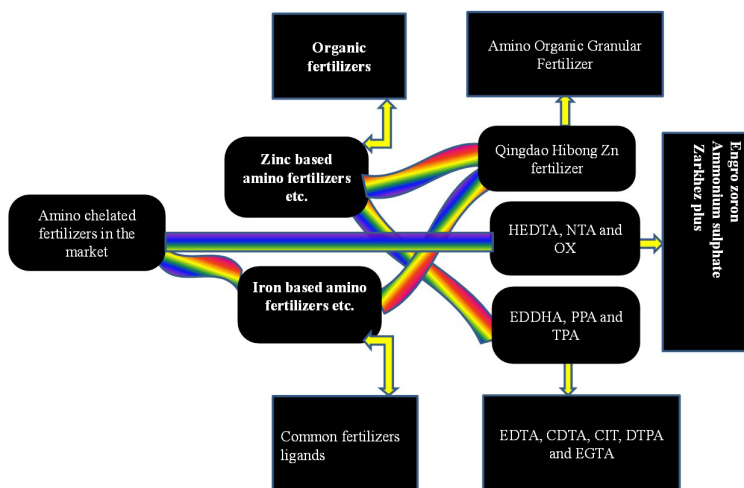 Organic
fertilizers
Amino Organic Granular
Fertilizer
Zinc based
amino fertilizers
etc.
Qingdao Hibong Zn
fertilizer
Engro zoron
Ammonium sulphate
Zarkhez plus
Amino chelated
fertilizers in the
market
HEDTA, NTA and
OX
Iron based amino
fertilizers etc.
EDDHA, PPA and
TPA
Common fertilizers
ligands
EDTA, CDTA, CIT, DTPA
and EGTA